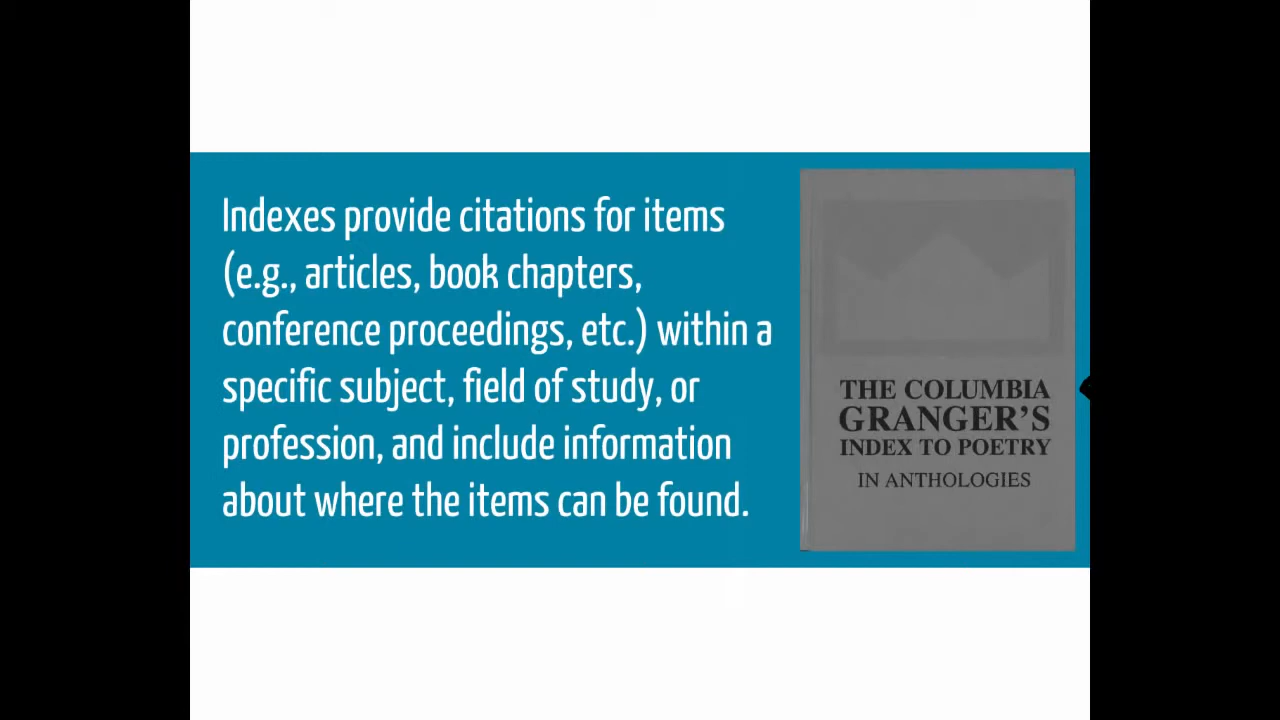 Indexes provide citations for items
(e.g., articles, book chapters,
conference proceedings, etc.) within a
specific subject, field of study, or
profession, and include information
about where the items can be found.
THE COLUMBIA
GRANGER'S
INDEX TO POETRY
IN ANTHOLOGIES